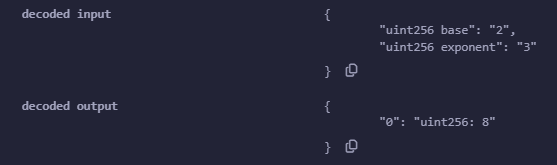 decoded input {
"uint256 base": "2",
"uint256 exponent": "3"
}
decoded output {
"0": "uint256: 8"
}